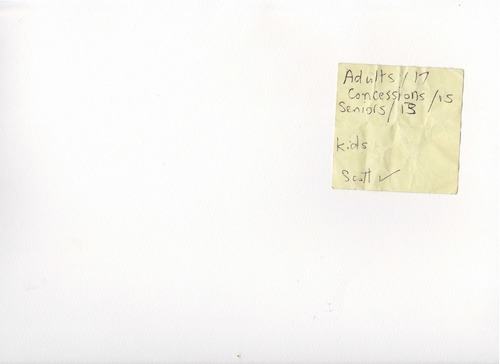 Adults / 17
Concessions / 15
Seniors / 13
Kids
Scott ✓